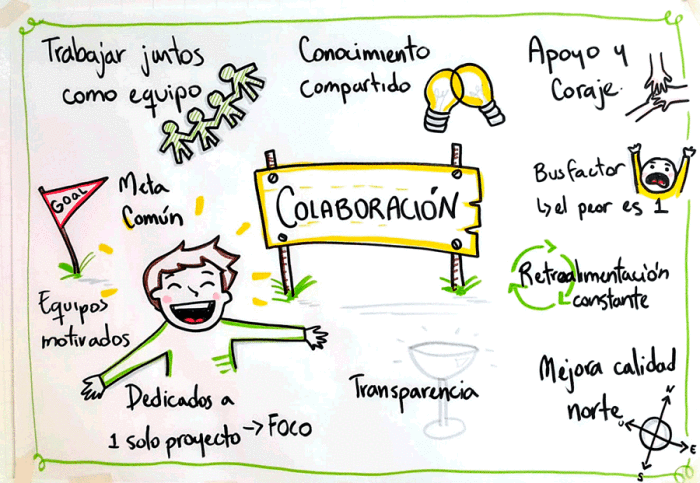 Trabajar juntos
como equipo
Conocimiento
compartido
Apoyo y
Coraje
GOAL
Meta
Común
COLABORACIÓN
Busfactor
↳ el peor es 1
Retroalimentación
constante
Equipos
motivados
Dedicados a
1 solo proyecto → FOCO
Transparencia
Mejora calidad
norte
N
E
S